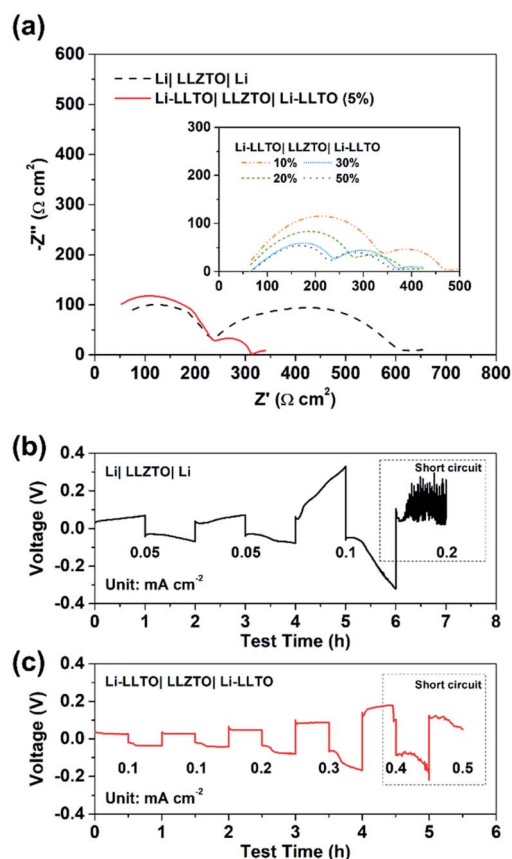 (a)
600
500
400
300
200
100
0
-Z'' (Ω cm²)
Li| LLZTO| Li
Li-LLTO| LLZTO| Li-LLTO (5%)
300
200
100
0
Li-LLTO| LLZTO| Li-LLTO
10% 30%
20% 50%
0 100 200 300 400 500
0 100 200 300 400 500 600 700 800
Z' (Ω cm²)
(b)
0.4
0.2
0.0
-0.2
-0.4
Voltage (V)
Li| LLZTO| Li
Short circuit
0.05 0.05 0.1 0.2
Unit: mA cm⁻²
0 1 2 3 4 5 6 7 8
Test Time (h)
(c)
0.4
0.2
0.0
-0.2
-0.4
Voltage (V)
Li-LLTO| LLZTO| Li-LLTO
Short circuit
0.1 0.1 0.2 0.3 0.4 0.5
Unit: mA cm⁻²
0 1 2 3 4 5 6
Test Time (h)